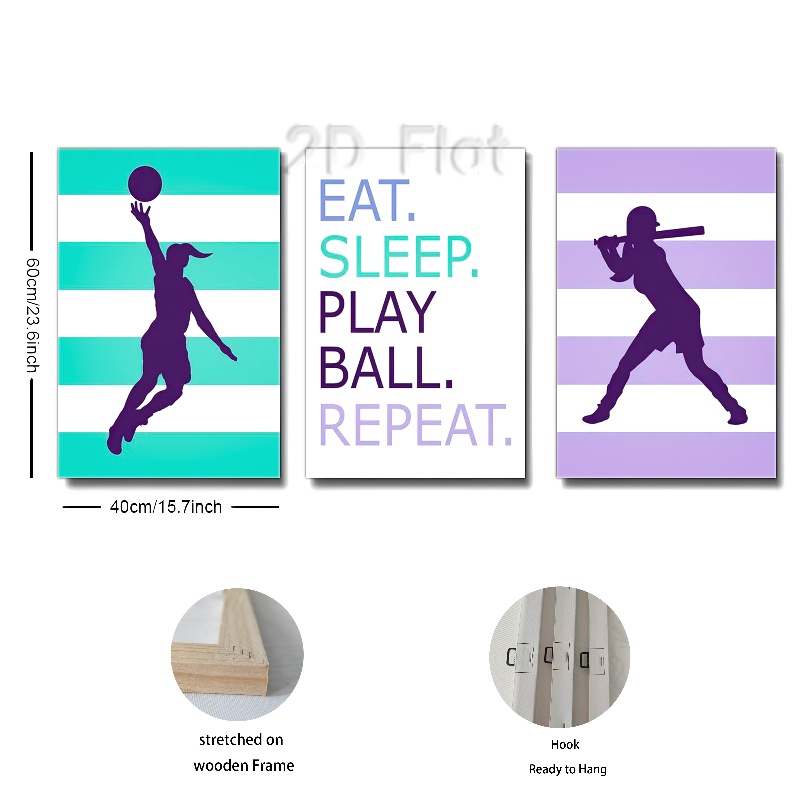 2D Flat
EAT.
SLEEP.
PLAY
BALL.
REPEAT.
60cm/23.6inch
40cm/15.7inch
stretched on
wooden Frame
Hook
Ready to Hang